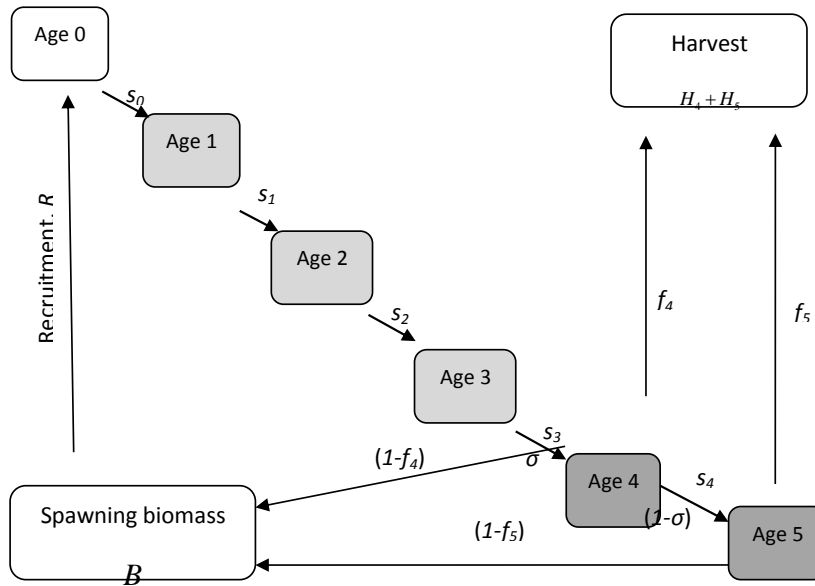 Age 0
Harvest
H₄ + H₅
s₀
Age 1
s₁
Age 2
Recruitment, R
s₂
f₄
f₅
Age 3
s₃
(1-f₄)
σ
Age 4
s₄
Spawning biomass
B
(1-f₅)
(1-σ)
Age 5